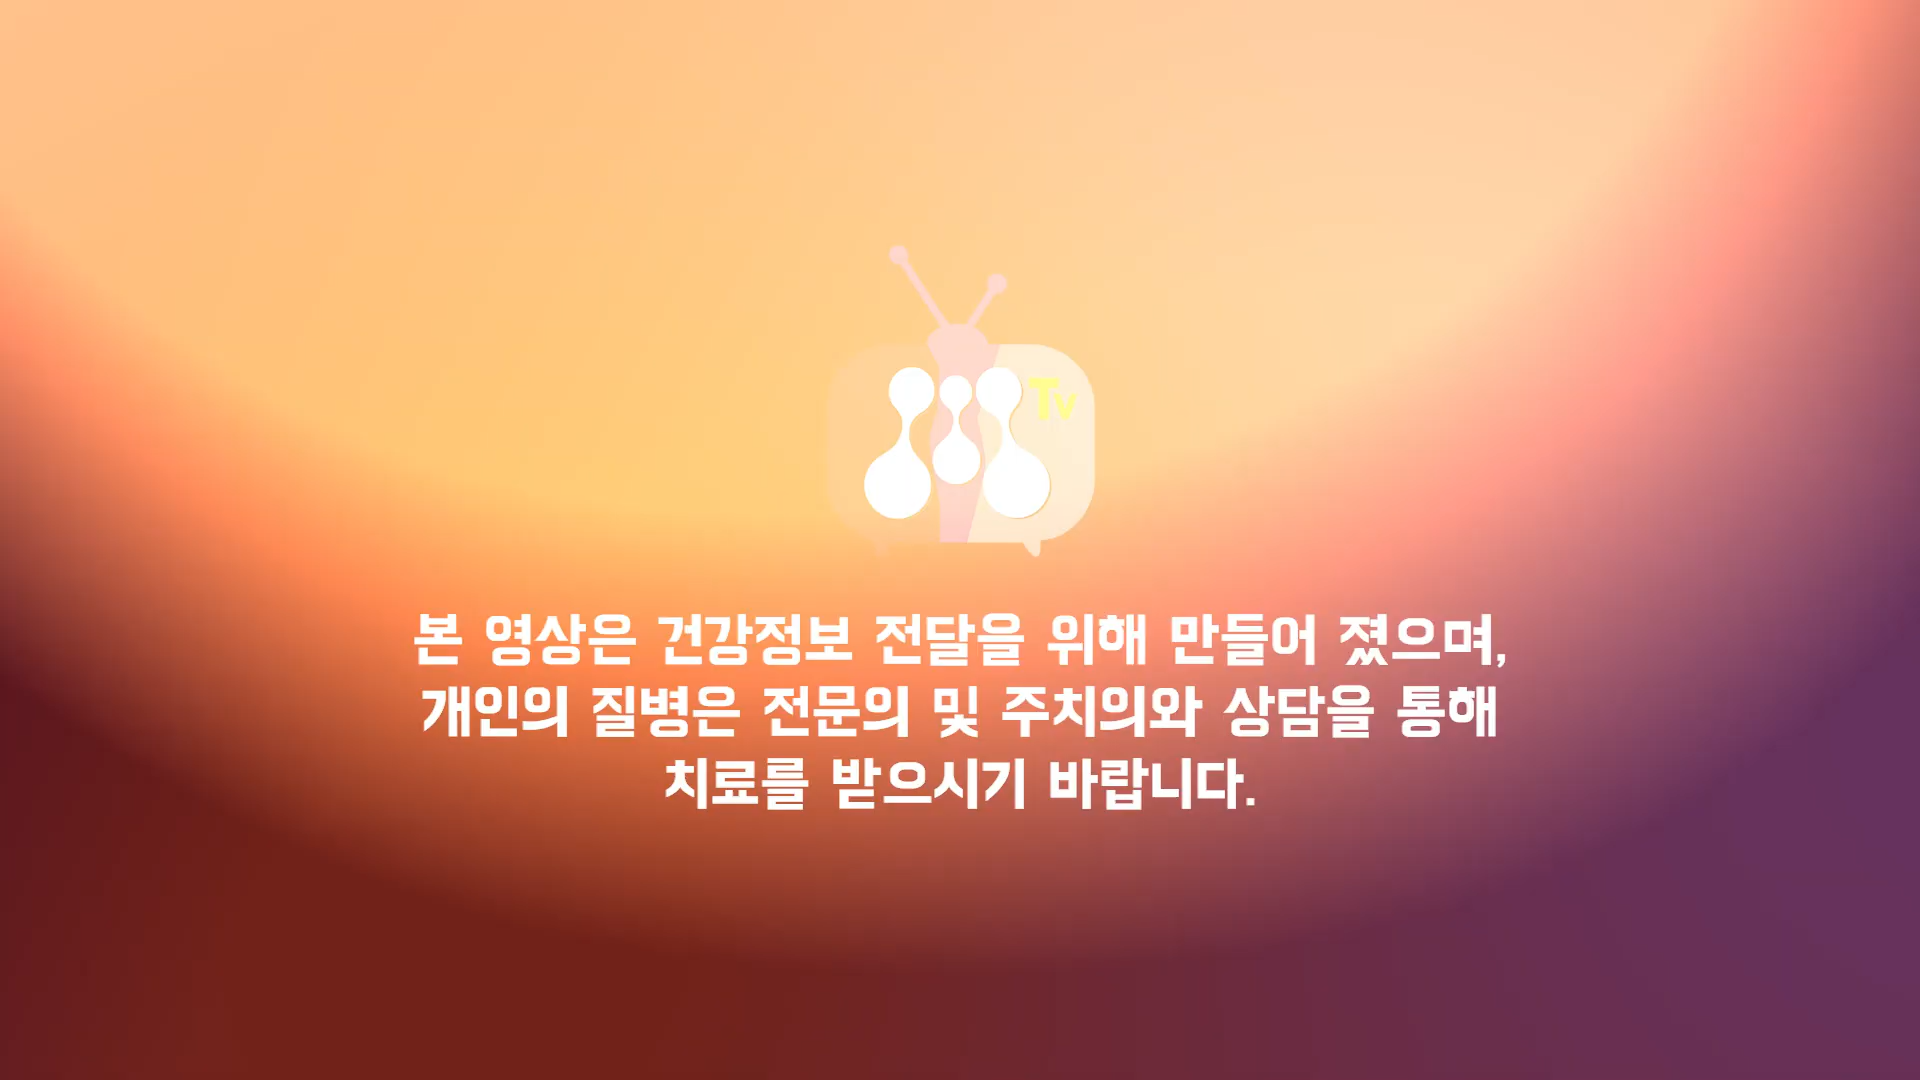 Tv
본 영상은 건강정보 전달을 위해 만들어 졌으며,
개인의 질병은 전문의 및 주치의와 상담을 통해
치료를 받으시기 바랍니다.